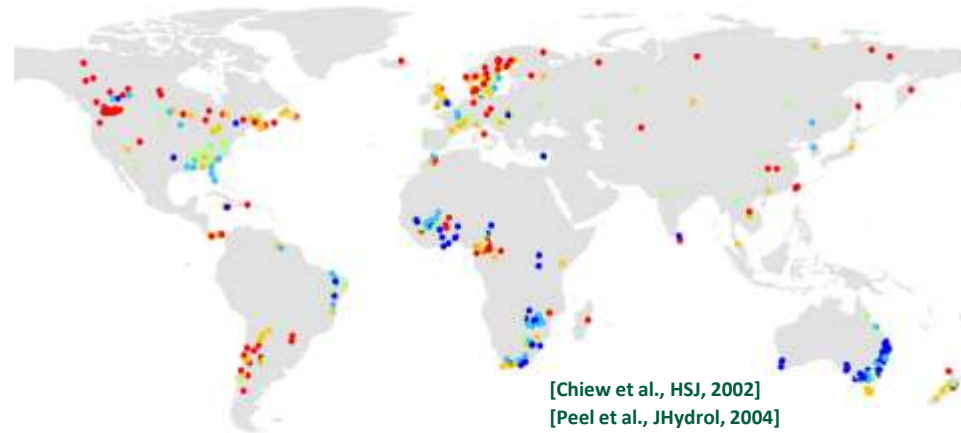 [Chiew et al., HSJ, 2002]
[Peel et al., JHydrol, 2004]